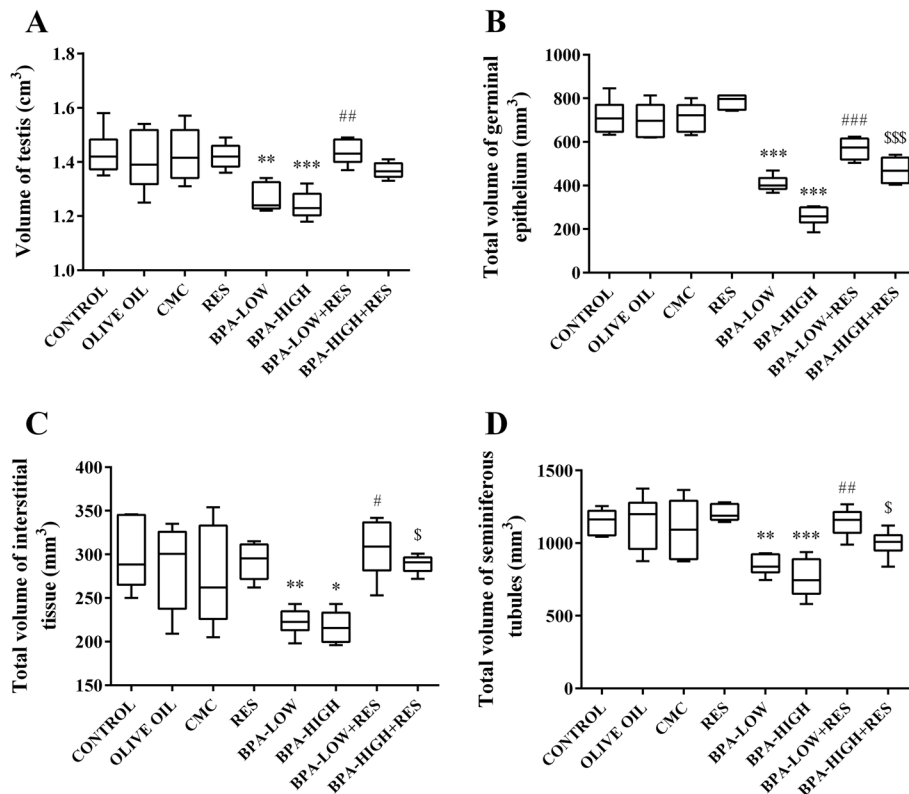 A
Volume of testis (cm3)
1.8
1.6
1.4
1.2
1.0
**
***
##
CONTROL
OLIVE OIL
CMC
RES
BPA-LOW
BPA-HIGH
BPA-LOW+RES
BPA-HIGH+RES
B
Total volume of germinal
epithelium (mm3)
1000
800
600
400
200
0
***
***
###
$$$
CONTROL
OLIVE OIL
CMC
RES
BPA-LOW
BPA-HIGH
BPA-LOW+RES
BPA-HIGH+RES
C
Total volume of interstitial
tissue (mm3)
400
350
300
250
200
150
**
*
#
$
CONTROL
OLIVE OIL
CMC
RES
BPA-LOW
BPA-HIGH
BPA-LOW+RES
BPA-HIGH+RES
D
Total volume of seminiferous
tubules (mm3)
1500
1000
500
0
**
***
##
$
CONTROL
OLIVE OIL
CMC
RES
BPA-LOW
BPA-HIGH
BPA-LOW+RES
BPA-HIGH+RES